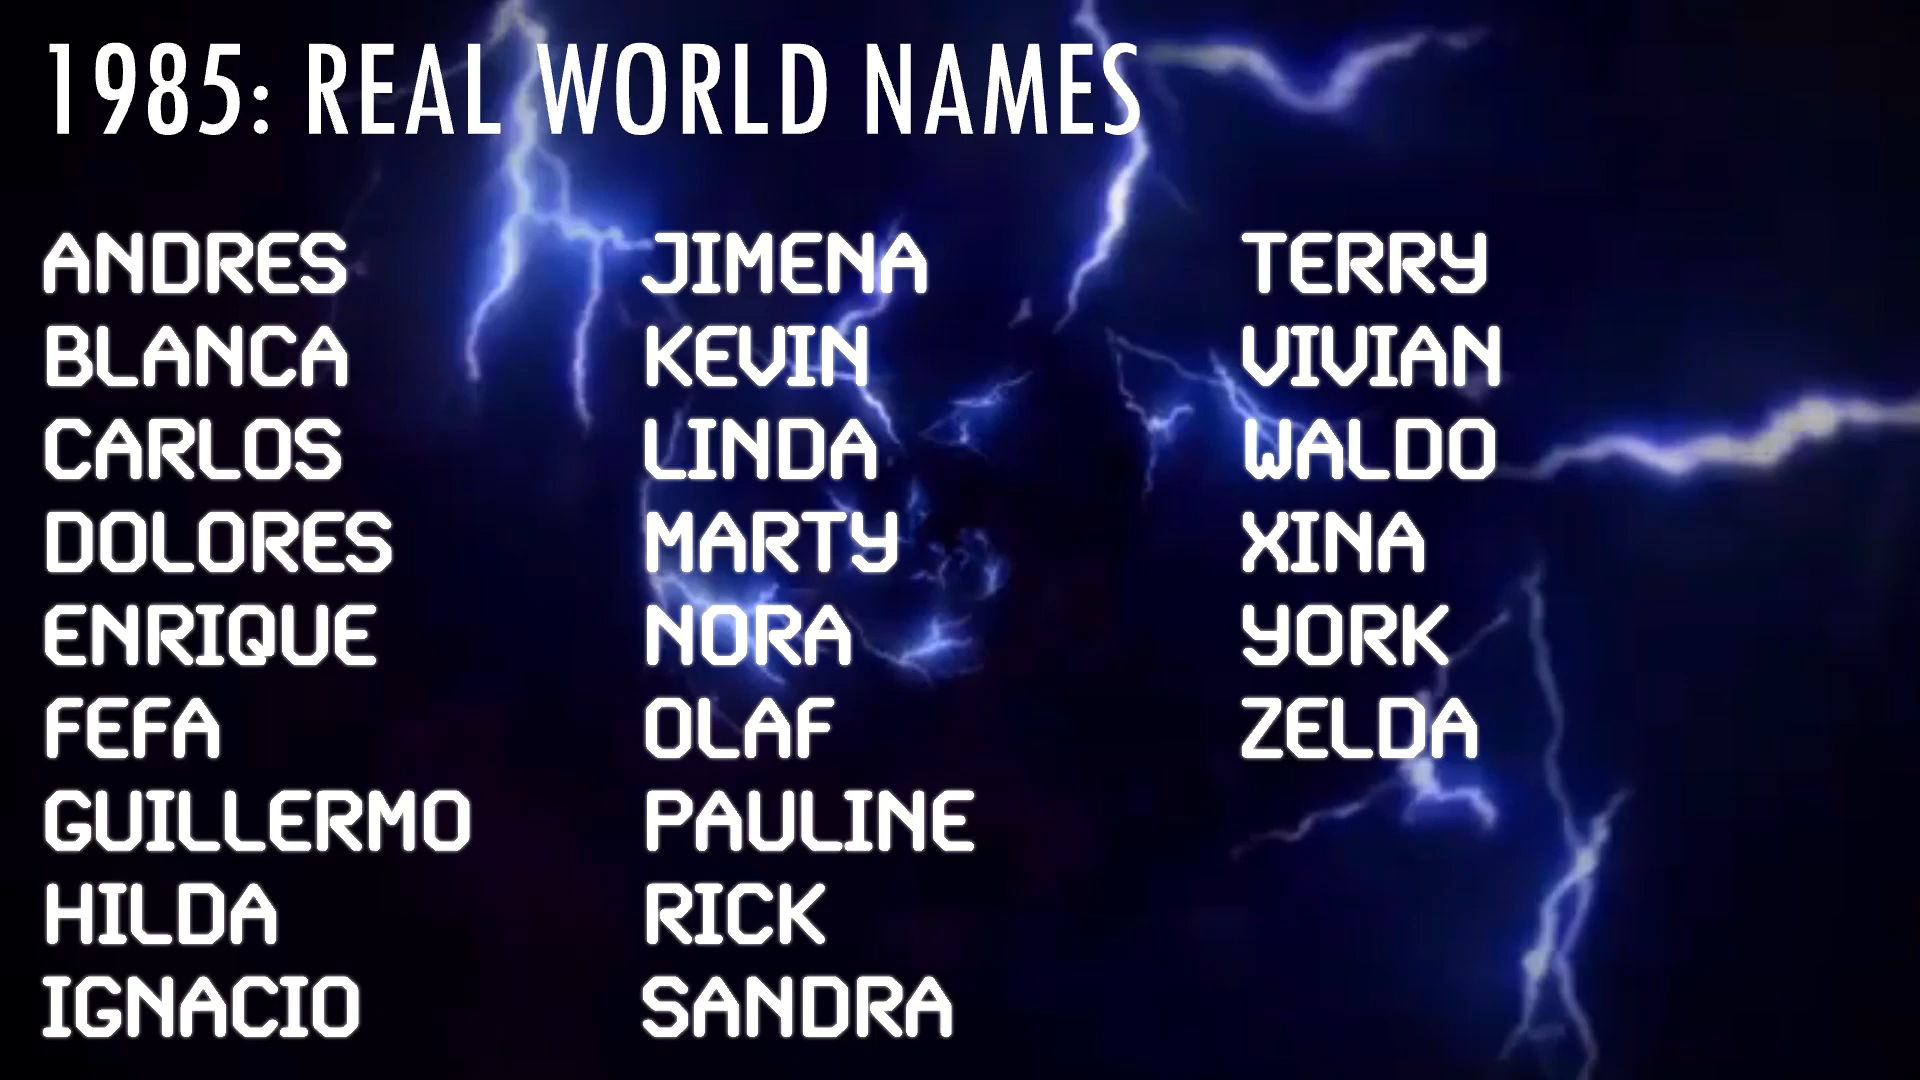 1985: REAL WORLD NAMES
ANDRES
BLANCA
CARLOS
DOLORES
ENRIQUE
FEFA
GUILLERMO
HILDA
IGNACIO
JIMENA
KEVIN
LINDA
MARTY
NORA
OLAF
PAULINE
RICK
SANDRA
TERRY
VIVIAN
WALDO
XINA
YORK
ZELDA